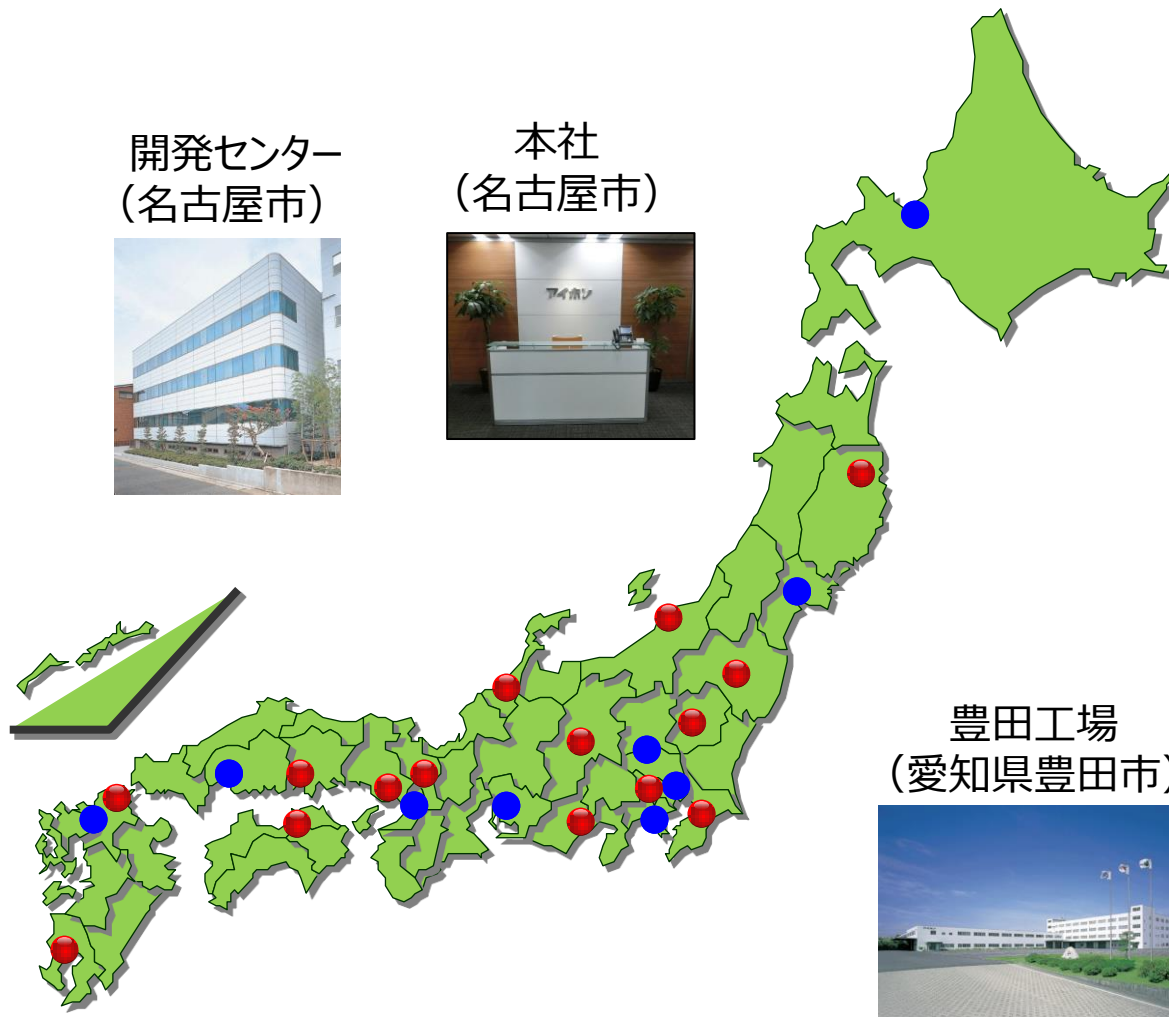 開発センター
（名古屋市）
本社
（名古屋市）
アイホン
豊田工場
（愛知県豊田市）